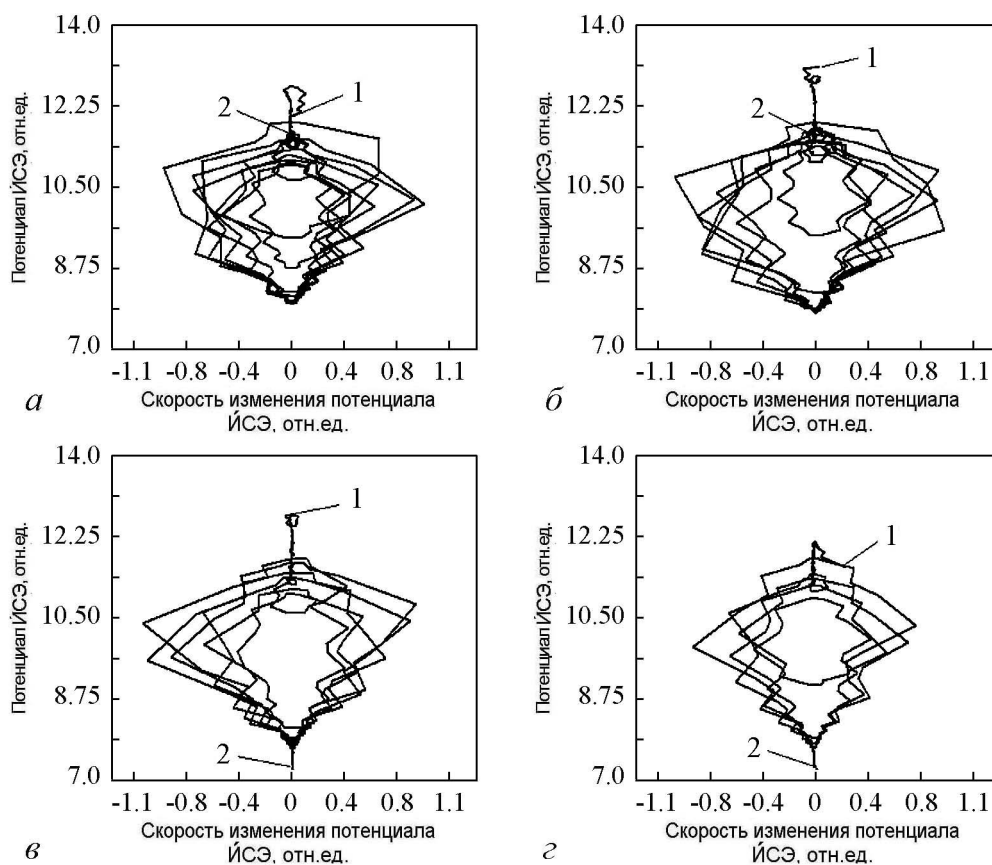 14.0
12.25
10.50
8.75
7.0
Потенциал ЙСЭ, отн.ед.
1
2
-1.1 -0.8 -0.4 0 0.4 0.8 1.1
Скорость изменения потенциала
ЙСЭ, отн.ед.
а
14.0
12.25
10.50
8.75
7.0
Потенциал ЙСЭ, отн.ед.
1
2
-1.1 -0.8 -0.4 0 0.4 0.8 1.1
Скорость изменения потенциала
ЙСЭ, отн.ед.
б
14.0
12.25
10.50
8.75
7.0
Потенциал ЙСЭ, отн.ед.
1
2
-1.1 -0.8 -0.4 0 0.4 0.8 1.1
Скорость изменения потенциала
ЙСЭ, отн.ед.
в
14.0
12.25
10.50
8.75
7.0
Потенциал ЙСЭ, отн.ед.
1
2
-1.1 -0.8 -0.4 0 0.4 0.8 1.1
Скорость изменения потенциала
ЙСЭ, отн.ед.
г